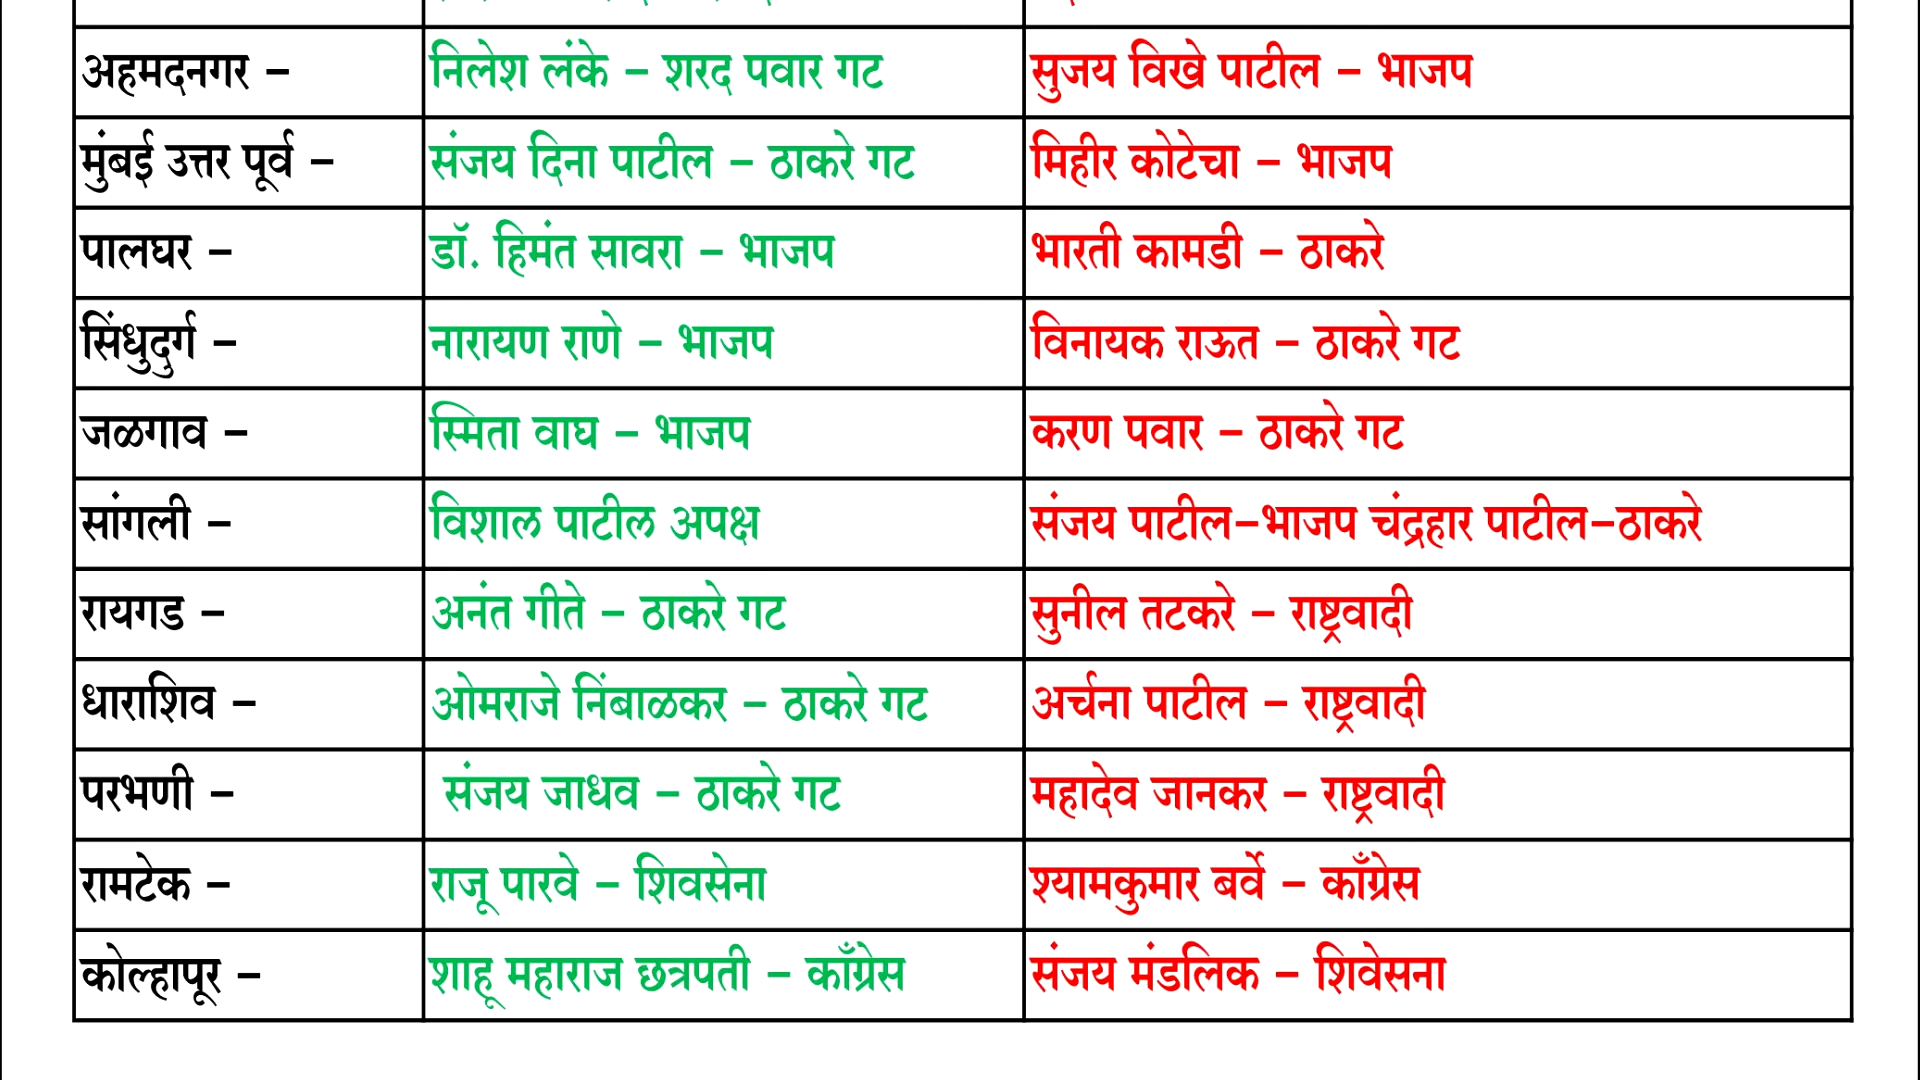 अहमदनगर – निलेश लंके – शरद पवार गट सुजय विखे पाटील – भाजप
मुंबई उत्तर पूर्व – संजय दिना पाटील – ठाकरे गट मिहीर कोटेचा – भाजप
पालघर – डॉ. हिमंत सावरा – भाजप भारती कामडी – ठाकरे
सिंधुदुर्ग – नारायण राणे – भाजप विनायक राऊत – ठाकरे गट
जळगाव – स्मिता वाघ – भाजप करण पवार – ठाकरे गट
सांगली – विशाल पाटील अपक्ष संजय पाटील–भाजप चंद्रहार पाटील–ठाकरे
रायगड – अनंत गीते – ठाकरे गट सुनील तटकरे – राष्ट्रवादी
धाराशिव – ओमराजे निंबाळकर – ठाकरे गट अर्चना पाटील – राष्ट्रवादी
परभणी – संजय जाधव – ठाकरे गट महादेव जानकर – राष्ट्रवादी
रामटेक – राजू पारवे – शिवसेना श्यामकुमार बर्वे – काँग्रेस
कोल्हापूर – शाहू महाराज छत्रपती – काँग्रेस संजय मंडलिक – शिवेसना